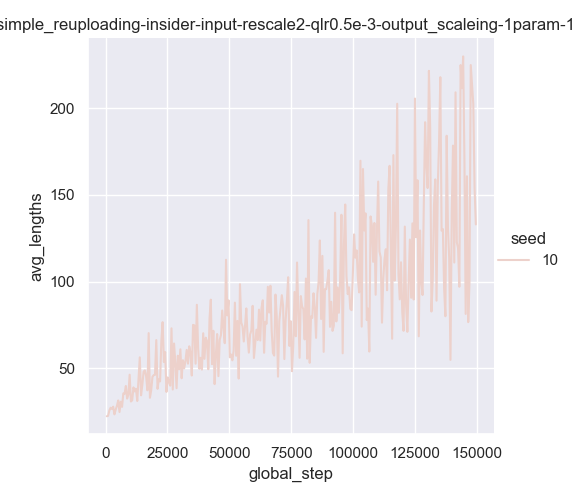 simple_reuploading-insider-input-rescale2-qlr0.5e-3-output_scaleing-1param-1
200
150
100
50
avg_lengths
seed
10
0 25000 50000 75000 100000 125000 150000
global_step